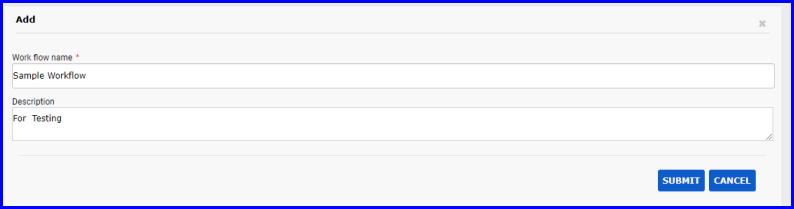 Add
Work flow name *
Sample Workflow
Description
For Testing
SUBMIT CANCEL